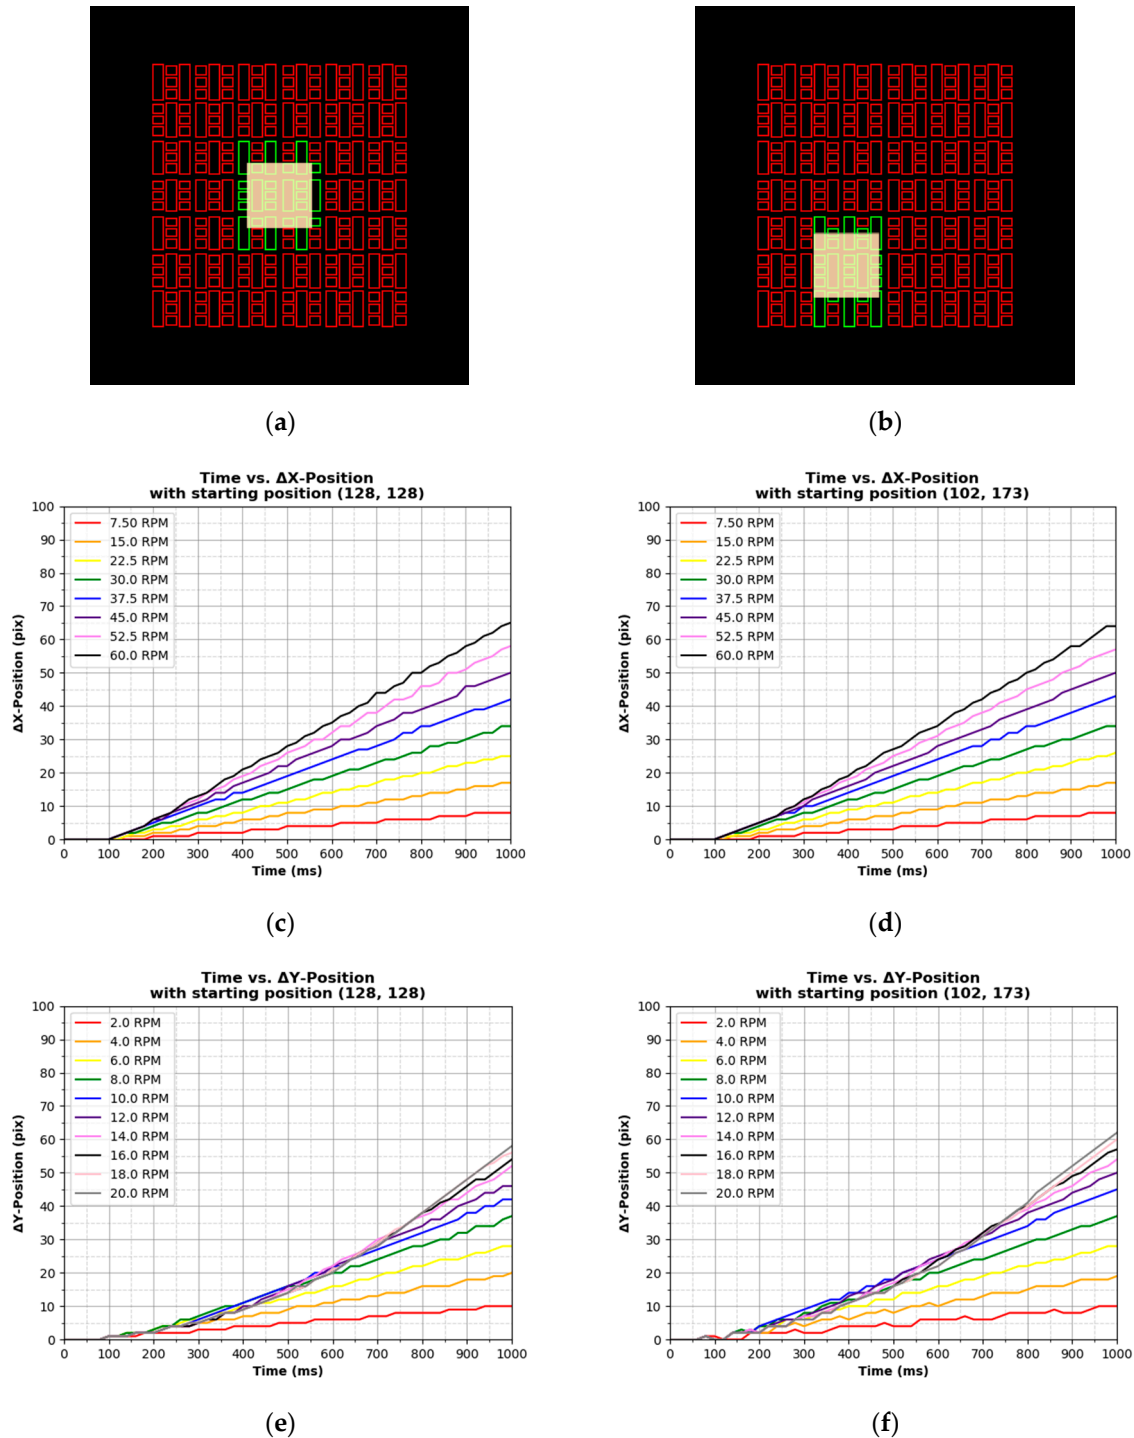 (a)
(b)
Time vs. ΔX-Position
with starting position (128, 128)
100
90
80
70
60
50
40
30
20
10
0
ΔX-Position (pix)
7.50 RPM
15.0 RPM
22.5 RPM
30.0 RPM
37.5 RPM
45.0 RPM
52.5 RPM
60.0 RPM
0 100 200 300 400 500 600 700 800 900 1000
Time (ms)
(c)
Time vs. ΔX-Position
with starting position (102, 173)
100
90
80
70
60
50
40
30
20
10
0
ΔX-Position (pix)
7.50 RPM
15.0 RPM
22.5 RPM
30.0 RPM
37.5 RPM
45.0 RPM
52.5 RPM
60.0 RPM
0 100 200 300 400 500 600 700 800 900 1000
Time (ms)
(d)
Time vs. ΔY-Position
with starting position (128, 128)
100
90
80
70
60
50
40
30
20
10
0
ΔY-Position (pix)
2.0 RPM
4.0 RPM
6.0 RPM
8.0 RPM
10.0 RPM
12.0 RPM
14.0 RPM
16.0 RPM
18.0 RPM
20.0 RPM
0 100 200 300 400 500 600 700 800 900 1000
Time (ms)
(e)
Time vs. ΔY-Position
with starting position (102, 173)
100
90
80
70
60
50
40
30
20
10
0
ΔY-Position (pix)
2.0 RPM
4.0 RPM
6.0 RPM
8.0 RPM
10.0 RPM
12.0 RPM
14.0 RPM
16.0 RPM
18.0 RPM
20.0 RPM
0 100 200 300 400 500 600 700 800 900 1000
Time (ms)
(f)